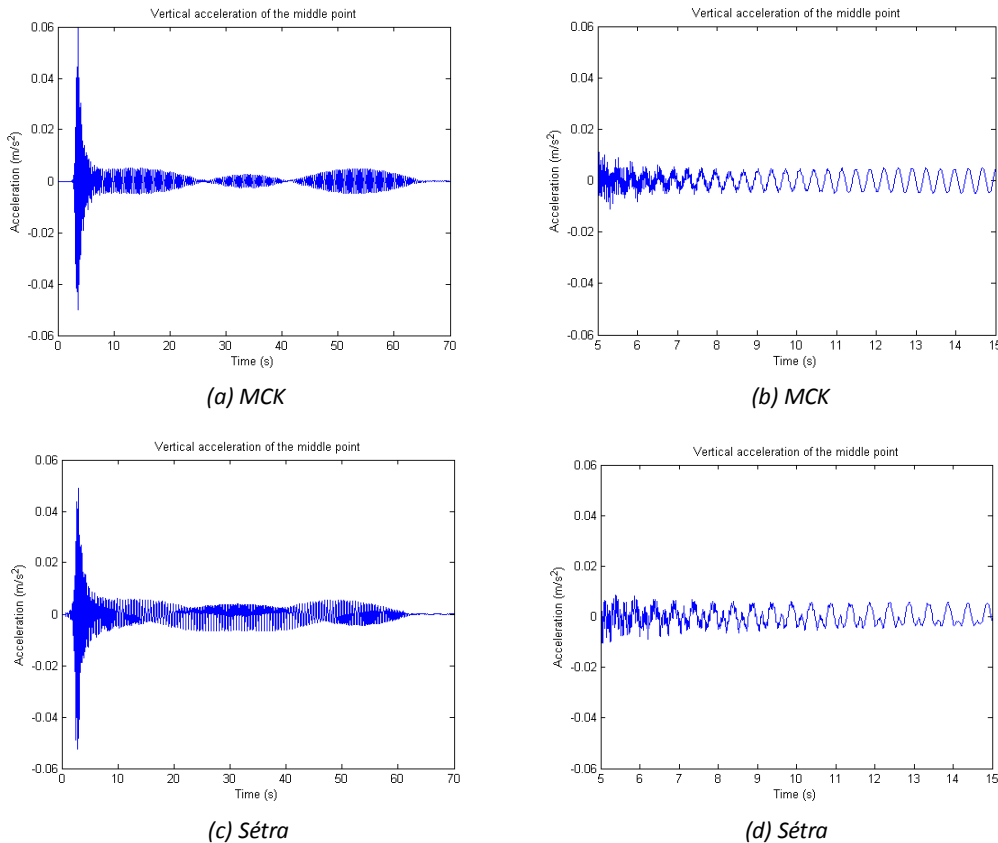 Vertical acceleration of the middle point
Acceleration (m/s²)
0.06
0.04
0.02
0
-0.02
-0.04
-0.06
0 10 20 30 40 50 60 70
Time (s)
(a) MCK
Vertical acceleration of the middle point
Acceleration (m/s²)
0.06
0.04
0.02
0
-0.02
-0.04
-0.06
5 6 7 8 9 10 11 12 13 14 15
Time (s)
(b) MCK
Vertical acceleration of the middle point
Acceleration (m/s²)
0.06
0.04
0.02
0
-0.02
-0.04
-0.06
0 10 20 30 40 50 60 70
Time (s)
(c) Sétra
Vertical acceleration of the middle point
Acceleration (m/s²)
0.06
0.04
0.02
0
-0.02
-0.04
-0.06
5 6 7 8 9 10 11 12 13 14 15
Time (s)
(d) Sétra